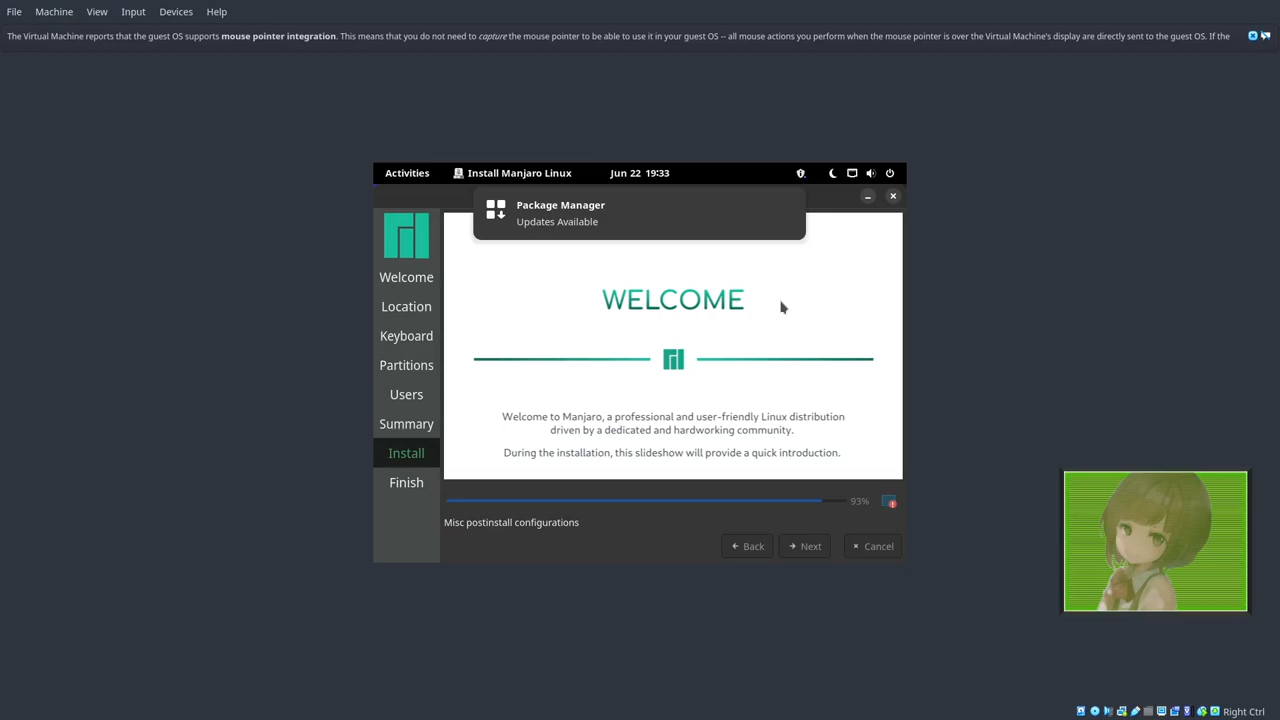 File Machine View Input Devices Help
The Virtual Machine reports that the guest OS supports mouse pointer integration. This means that you do not need to capture the mouse pointer to be able to use it in your guest OS -- all mouse actions you perform when the mouse pointer is over the Virtual Machine's display are directly sent to the guest OS. If the
Activities Install Manjaro Linux Jun 22 19:33
Package Manager
Updates Available
Welcome
Location
Keyboard
Partitions
Users
Summary
Install
Finish
WELCOME
Welcome to Manjaro, a professional and user-friendly Linux distribution
driven by a dedicated and hardworking community.
During the installation, this slideshow will provide a quick introduction.
93%
Misc postinstall configurations
Back Next Cancel
Right Ctrl